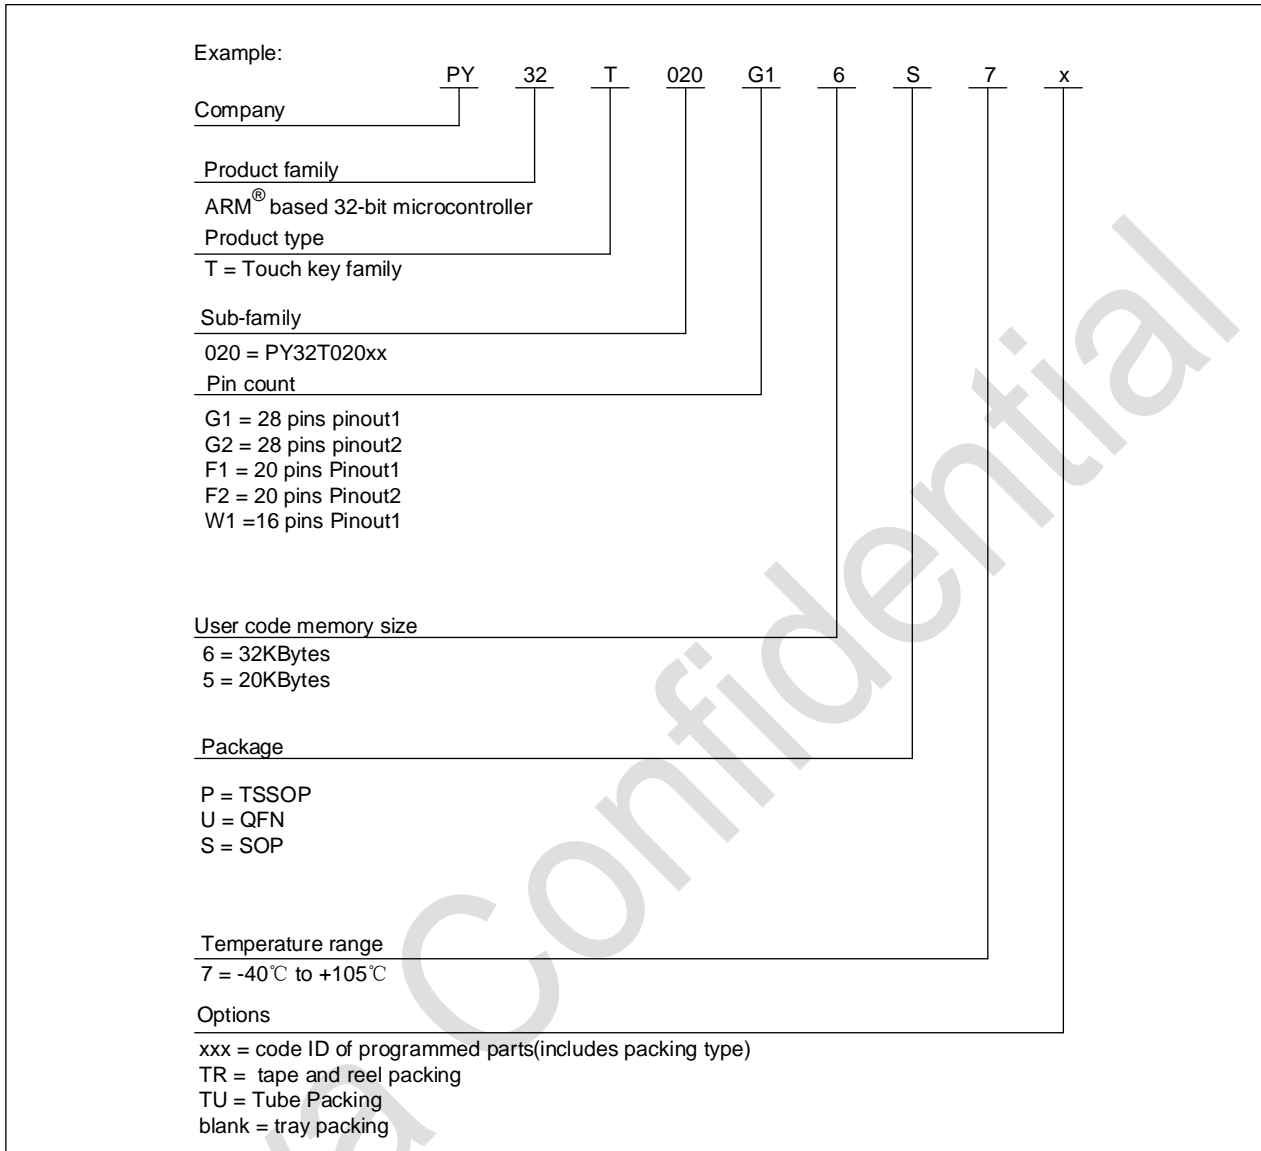 Example:
PY 32 T 020 G1 6 S 7 x
Company
Product family
ARM® based 32-bit microcontroller
Product type
T = Touch key family
Sub-family
020 = PY32T020xx
Pin count
G1 = 28 pins pinout1
G2 = 28 pins pinout2
F1 = 20 pins Pinout1
F2 = 20 pins Pinout2
W1 =16 pins Pinout1
User code memory size
6 = 32KBytes
5 = 20KBytes
Package
P = TSSOP
U = QFN
S = SOP
Temperature range
7 = -40℃ to +105℃
Options
xxx = code ID of programmed parts(includes packing type)
TR = tape and reel packing
TU = Tube Packing
blank = tray packing
Confidential